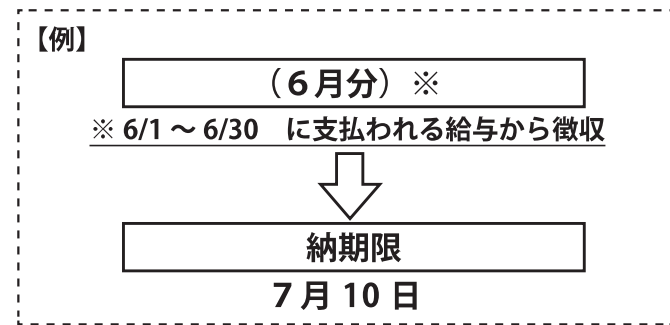 【例】
（６月分）※
※ 6/1 ～ 6/30　に支払われる給与から徴収
納期限
７月 10 日